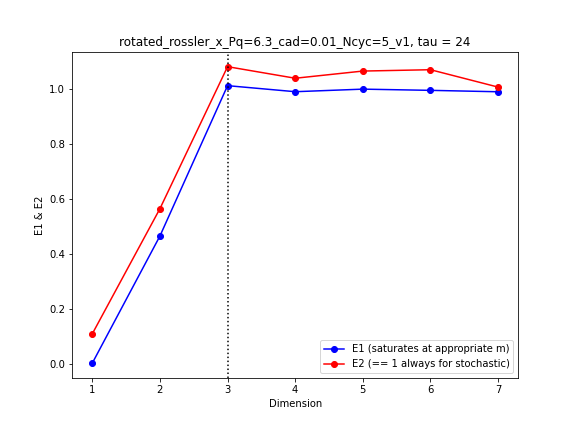 rotated_rossler_x_Pq=6.3_cad=0.01_Ncyc=5_v1, tau = 24
1.0
0.8
0.6
0.4
0.2
0.0
E1 & E2
E1 (saturates at appropriate m)
E2 (== 1 always for stochastic)
1 2 3 4 5 6 7
Dimension